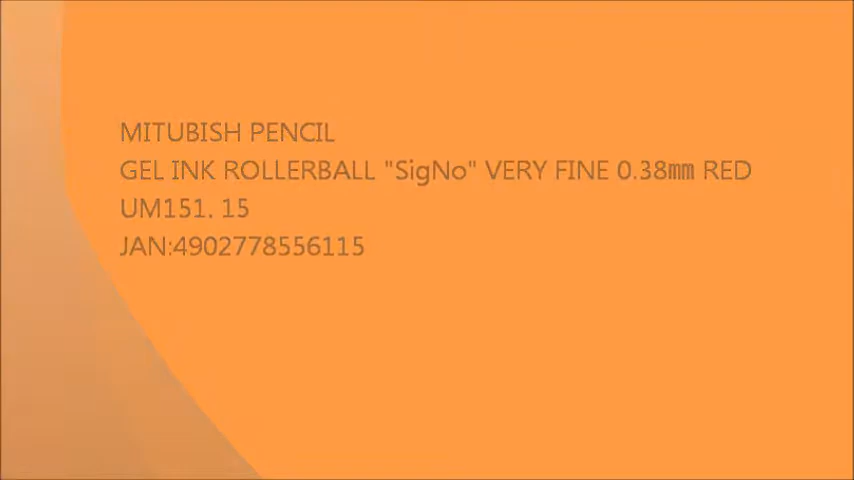 MITUBISH PENCIL
GEL INK ROLLERBALL "SigNo" VERY FINE 0.38㎜ RED
UM151. 15
JAN:4902778556115